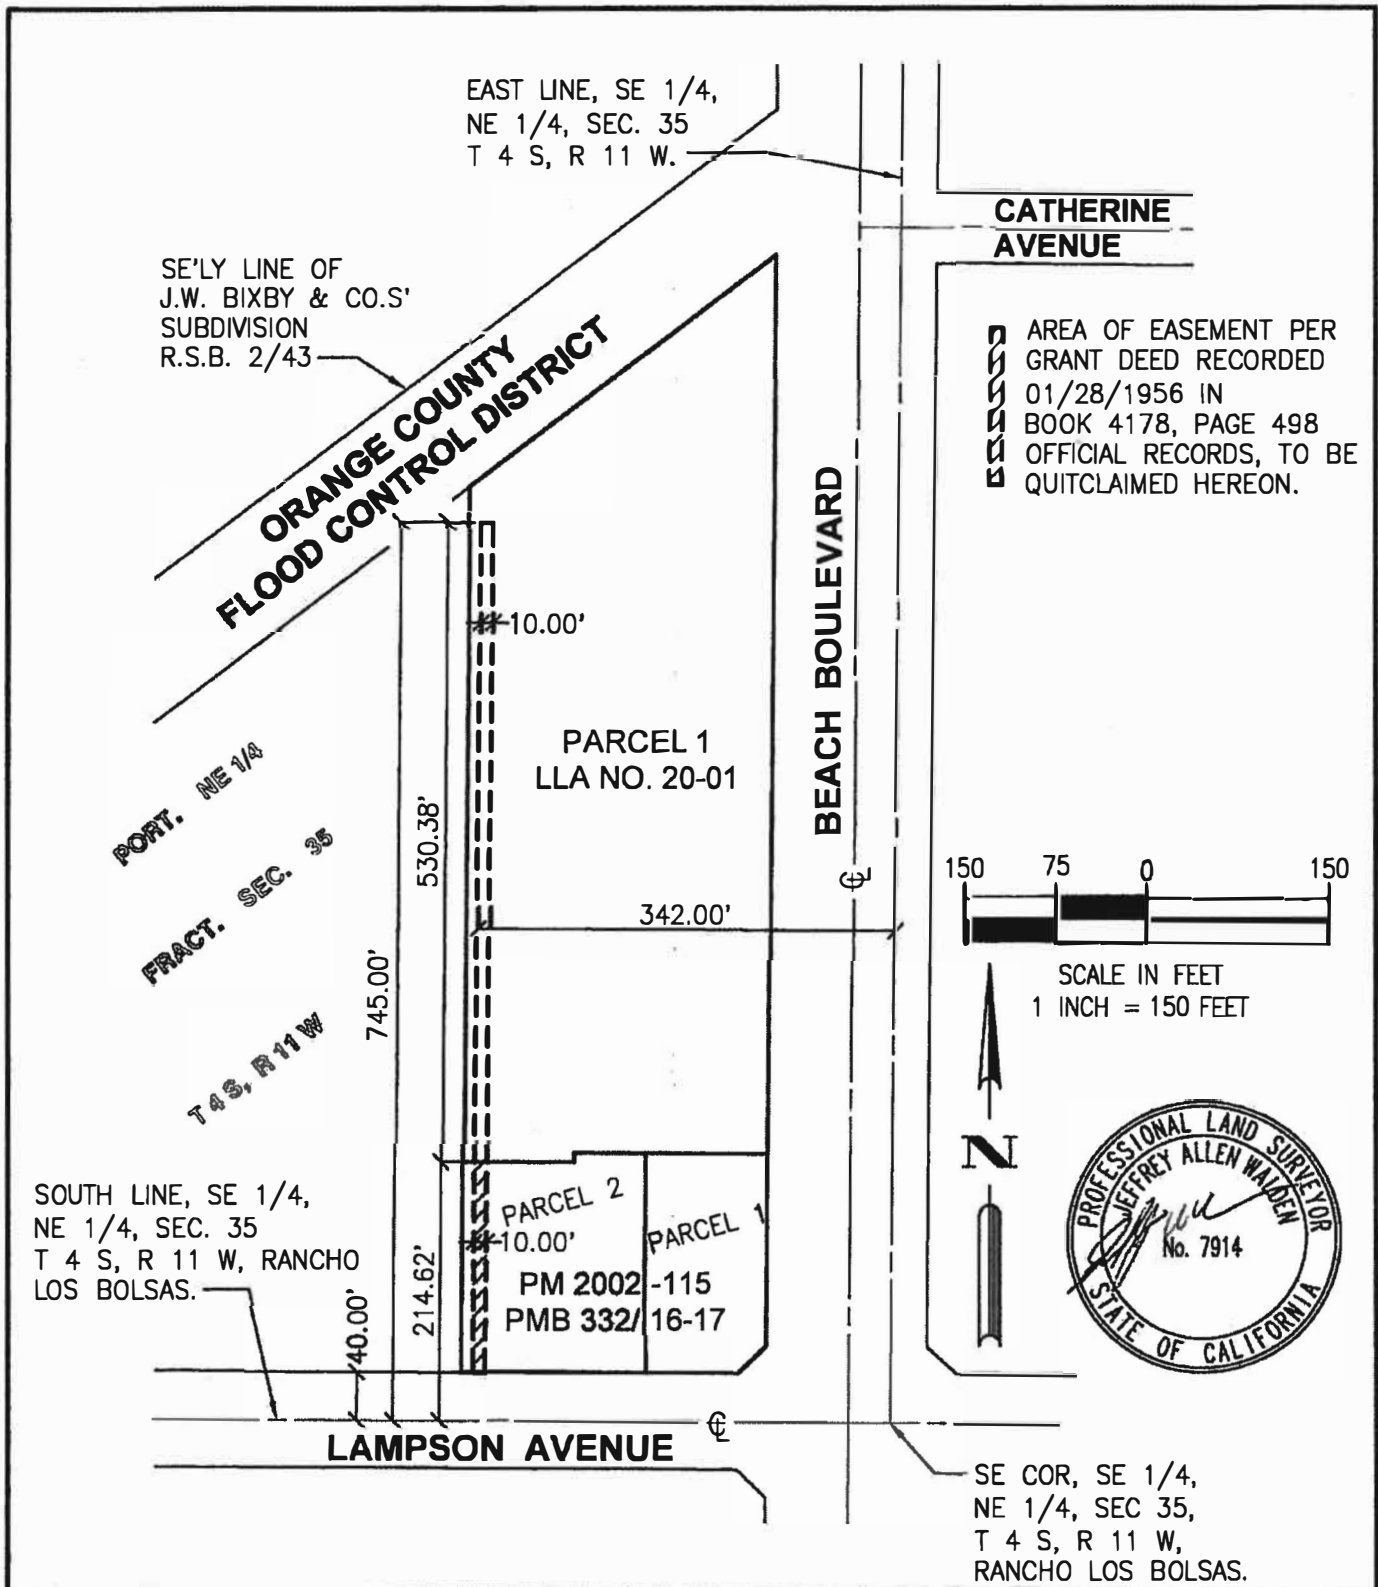 EAST LINE, SE 1/4,
NE 1/4, SEC. 35
T 4 S, R 11 W.
CATHERINE
AVENUE
SE'LY LINE OF
J.W. BIXBY & CO.S'
SUBDIVISION
R.S.B. 2/43
ORANGE COUNTY
FLOOD CONTROL DISTRICT
AREA OF EASEMENT PER
GRANT DEED RECORDED
01/28/1956 IN
BOOK 4178, PAGE 498
OFFICIAL RECORDS, TO BE
QUITCLAIMED HEREON.
10.00'
PARCEL 1
LLA NO. 20-01
BEACH BOULEVARD
℄
530.38'
745.00'
342.00'
PORT. NE 1/4
FRACT. SEC. 35
T 4 S, R 11 W
150 75 0 150
SCALE IN FEET
1 INCH = 150 FEET
N
PROFESSIONAL LAND SURVEYOR
JEFFREY ALLEN WALDEN
No. 7914
STATE OF CALIFORNIA
SOUTH LINE, SE 1/4,
NE 1/4, SEC. 35
T 4 S, R 11 W, RANCHO
LOS BOLSAS.
PARCEL 2
10.00'
PARCEL 1
PM 2002-115
PMB 332/16-17
214.62'
40.00'
℄
LAMPSON AVENUE
SE COR, SE 1/4,
NE 1/4, SEC 35,
T 4 S, R 11 W,
RANCHO LOS BOLSAS.